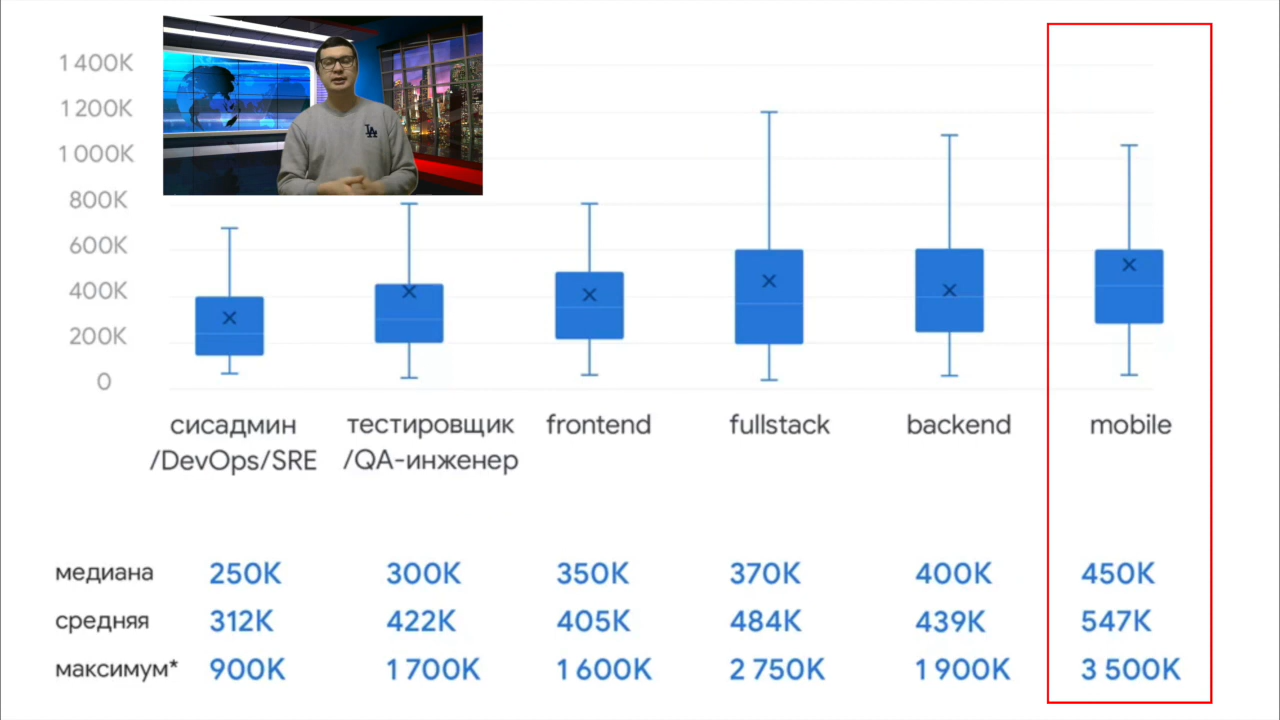 1 400K
1 200K
1 000K
800K
600K
400K
200K
0
LA
сисадмин
/DevOps/SRE
тестировщик
/QA-инженер
frontend
fullstack
backend
mobile
медиана 250K 300K 350K 370K 400K 450K
средняя 312K 422K 405K 484K 439K 547K
максимум* 900K 1 700K 1 600K 2 750K 1 900K 3 500K